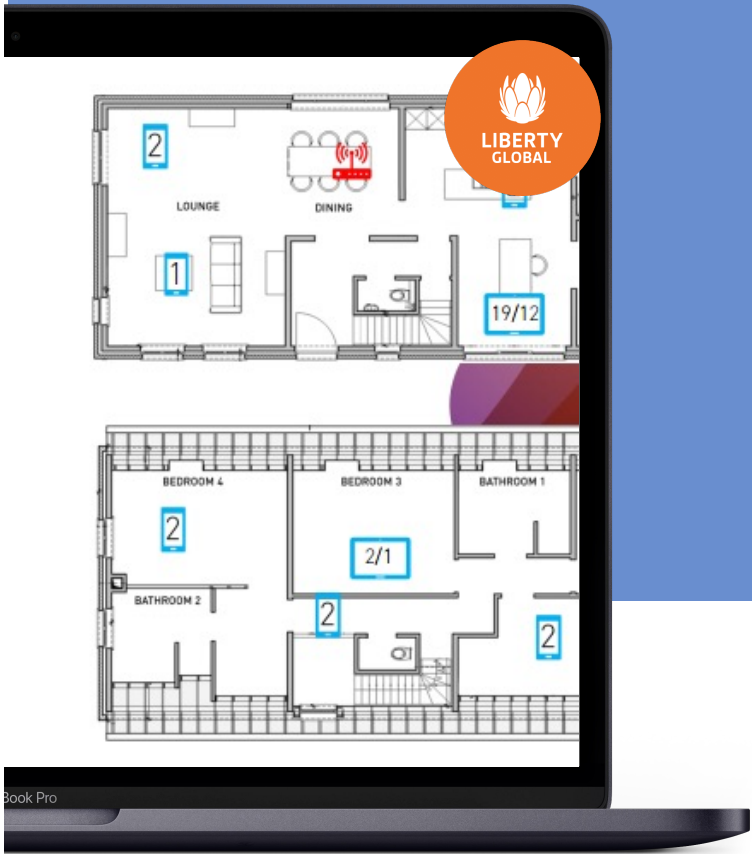 LIBERTY
GLOBAL
2
LOUNGE
DINING
1
19/12
BEDROOM 4
BEDROOM 3
BATHROOM 1
2
2/1
BATHROOM 2
2
2
Book Pro